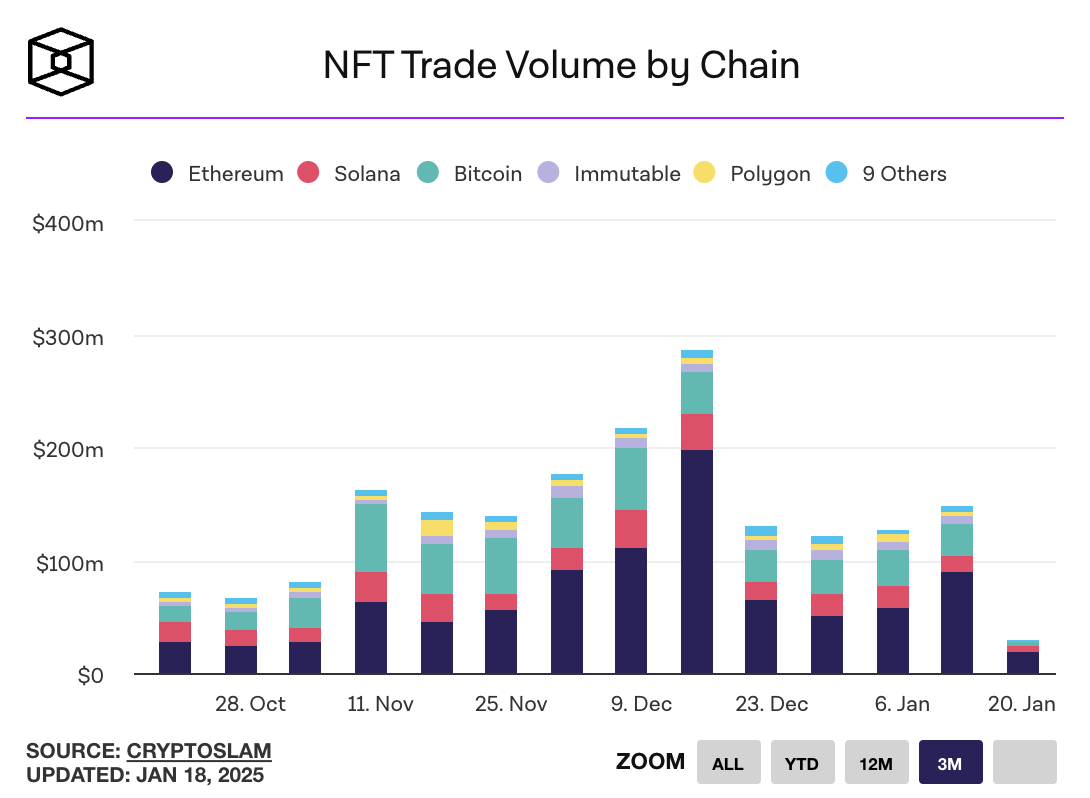 NFT Trade Volume by Chain
Ethereum Solana Bitcoin Immutable Polygon 9 Others
$400m
$300m
$200m
$100m
$0
28. Oct 11. Nov 25. Nov 9. Dec 23. Dec 6. Jan 20. Jan
SOURCE: CRYPTOSLAM
UPDATED: JAN 18, 2025
ZOOM ALL YTD 12M 3M